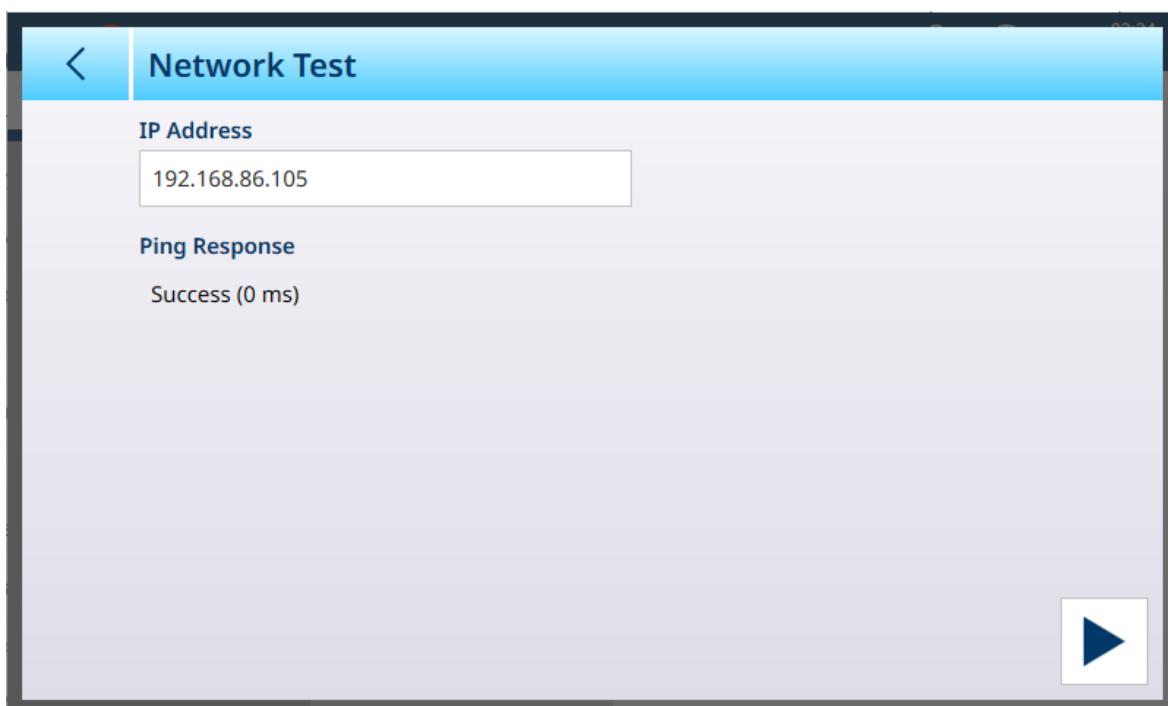 Network Test
IP Address
192.168.86.105
Ping Response
Success (0 ms)